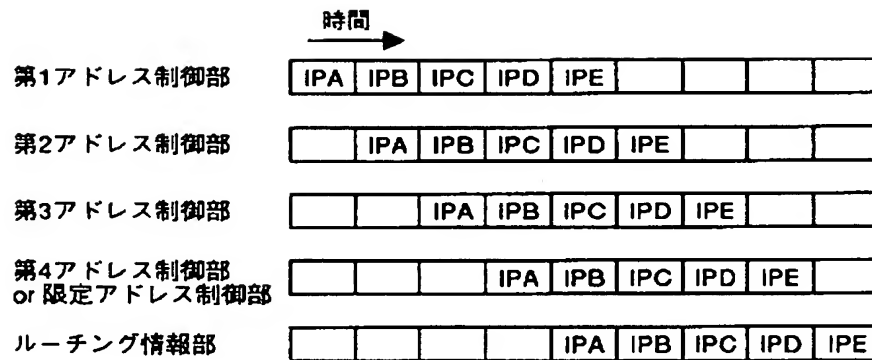 時間
第1アドレス制御部 IPA IPB IPC IPD IPE
第2アドレス制御部 IPA IPB IPC IPD IPE
第3アドレス制御部 IPA IPB IPC IPD IPE
第4アドレス制御部
or 限定アドレス制御部 IPA IPB IPC IPD IPE
ルーチング情報部 IPA IPB IPC IPD IPE